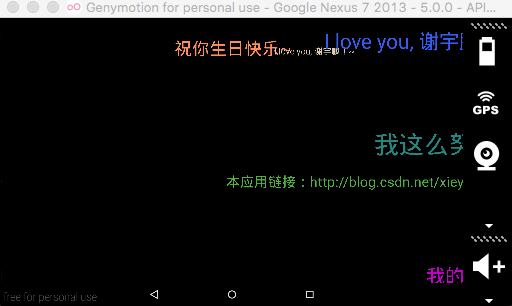 Genymotion for personal use - Google Nexus 7 2013 - 5.0.0 - API...
祝你生日快乐~
I love you, 谢宇
I love you, 谢宇
GPS
我这么
本应用链接：http://blog.csdn.net/xiey
我的
free for personal use